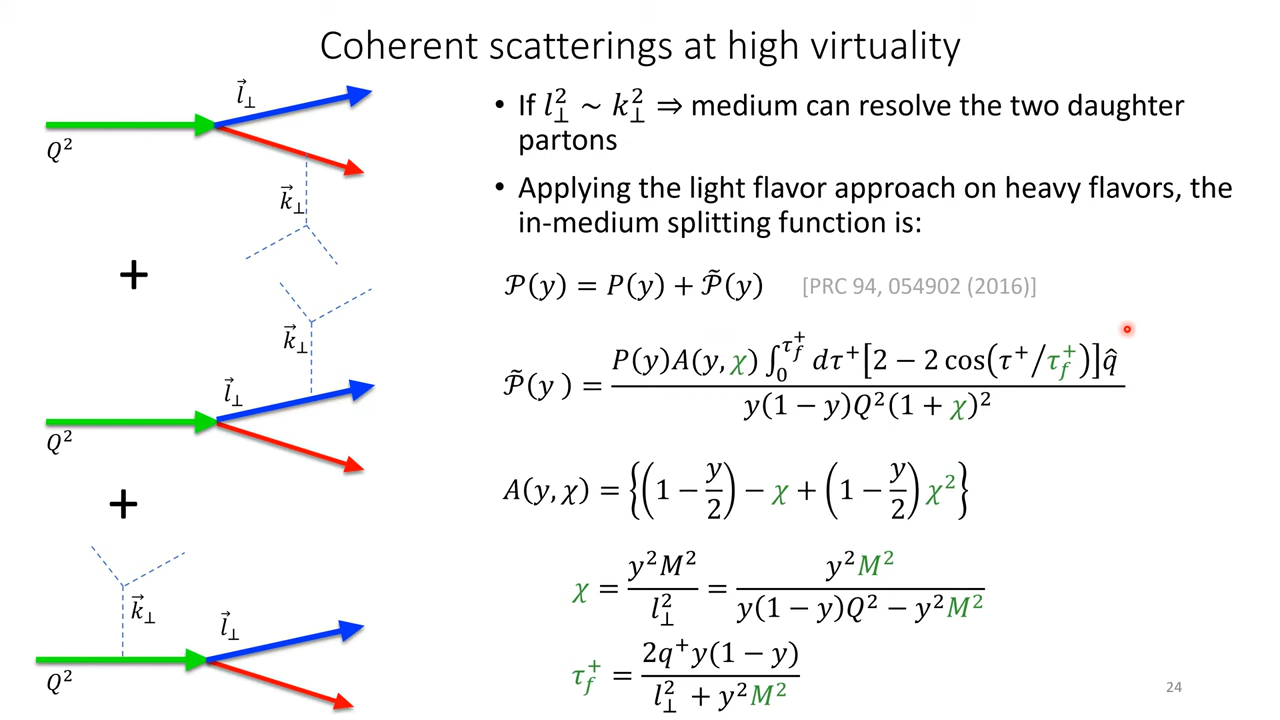 Coherent scatterings at high virtuality
l⃗⊥
Q²
k⃗⊥
+
k⃗⊥
l⃗⊥
Q²
+
k⃗⊥
l⃗⊥
Q²
• If l⊥² ~ k⊥² ⇒ medium can resolve the two daughter
partons
• Applying the light flavor approach on heavy flavors, the
in-medium splitting function is:
𝒫(y) = P(y) + 𝒫̃(y) [PRC 94, 054902 (2016)]
𝒫̃(y) = P(y)A(y, χ) ∫₀^{τ_f^+} dτ⁺[2 − 2 cos(τ⁺/τ_f^+)]q̂ / y(1 − y)Q²(1 + χ)²
A(y, χ) = {(1 − y/2) − χ + (1 − y/2) χ²}
χ = y²M² / l⊥² = y²M² / y(1 − y)Q² − y²M²
τ_f^+ = 2q⁺y(1 − y) / l⊥² + y²M²
24